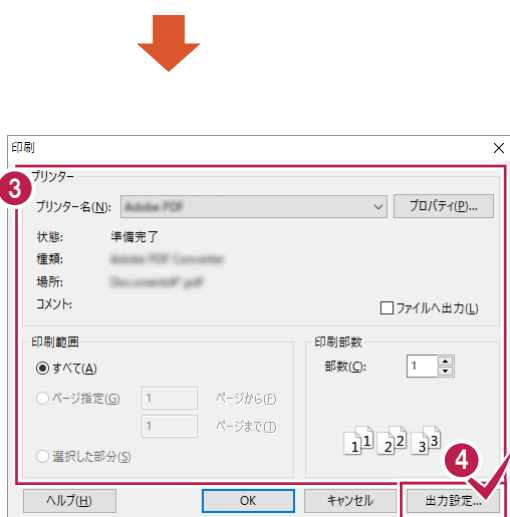 印刷
3
プリンター
プリンター名(N): Adobe PDF プロパティ(P)...
状態: 準備完了
種類: Adobe PDF Converter
場所:
コメント: ファイルへ出力(L)
印刷範囲 印刷部数
すべて(A) 部数(C): 1
ページ指定(G) 1 ページから(F)
1 ページまで(T)
1 1 2 2 3 3
選択した部分(S) 4
ヘルプ(H) OK キャンセル 出力設定...